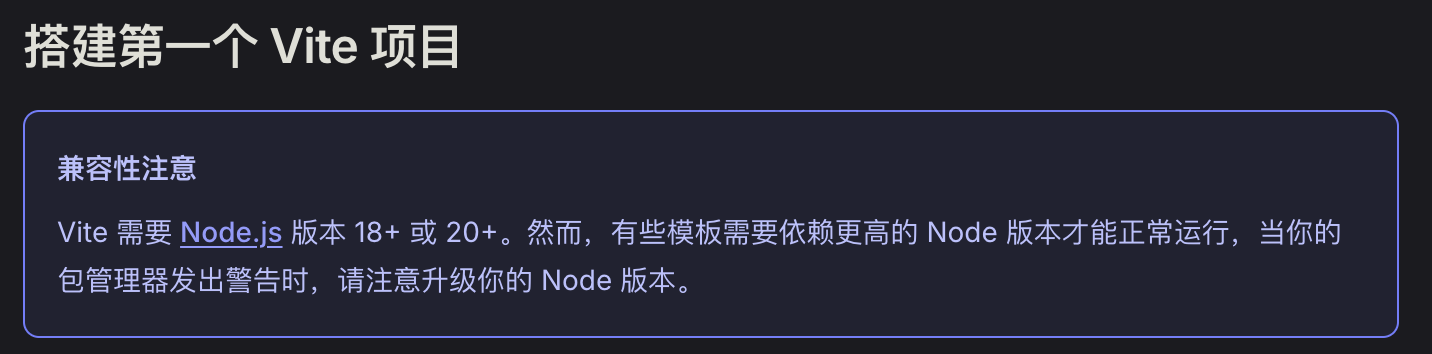 搭建第一个 Vite 项目
兼容性注意
Vite 需要 Node.js 版本 18+ 或 20+。然而，有些模板需要依赖更高的 Node 版本才能正常运行，当你的
包管理器发出警告时，请注意升级你的 Node 版本。